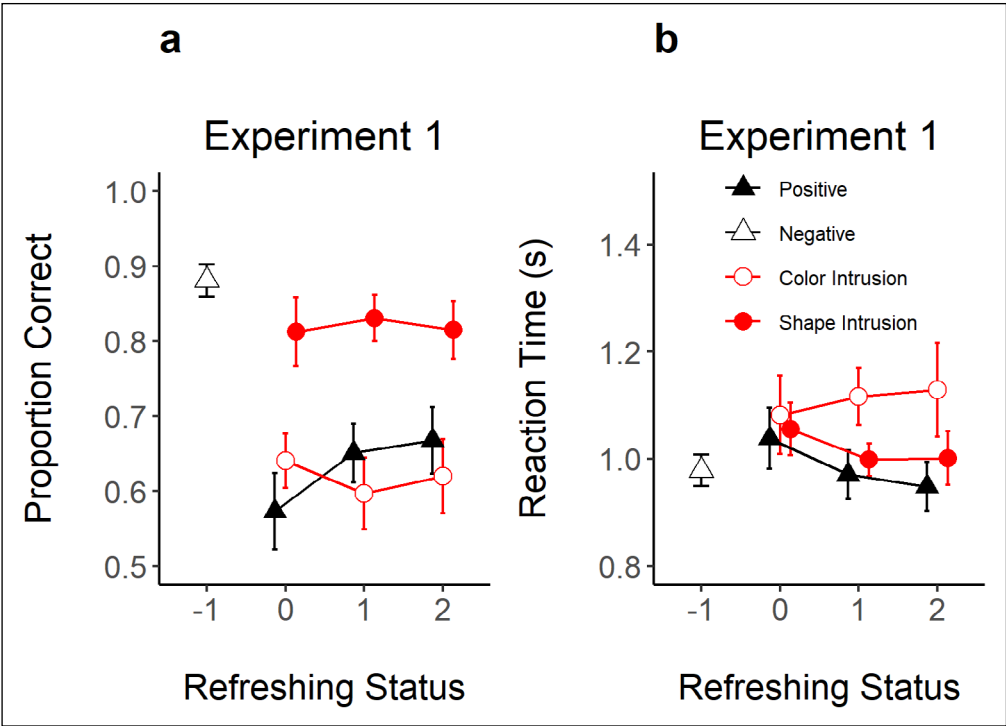 a
Experiment 1
Proportion Correct
1.0
0.9
0.8
0.7
0.6
0.5
-1 0 1 2
Refreshing Status
b
Experiment 1
Positive
Negative
Color Intrusion
Shape Intrusion
Reaction Time (s)
1.4
1.2
1.0
0.8
-1 0 1 2
Refreshing Status